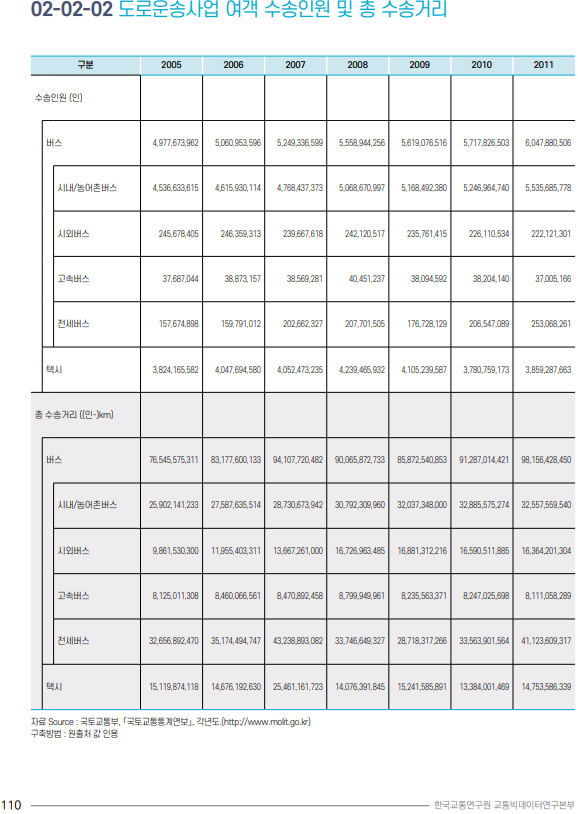 02-02-02 도로운송사업 여객 수송인원 및 총 수송거리
구분 2005 2006 2007 2008 2009 2010 2011
수송인원 (인)
버스 4,977,673,962 5,060,953,596 5,249,336,599 5,558,944,256 5,619,076,516 5,717,826,503 6,047,880,506
시내/농어촌버스 4,536,633,615 4,615,930,114 4,768,437,373 5,068,670,997 5,168,492,380 5,246,964,740 5,535,685,778
시외버스 245,678,405 246,359,313 239,667,618 242,120,517 235,761,415 226,110,534 222,121,301
고속버스 37,687,044 38,873,157 38,569,281 40,451,237 38,094,592 38,204,140 37,005,166
전세버스 157,674,898 159,791,012 202,662,327 207,701,505 176,728,129 206,547,089 253,068,261
택시 3,824,165,582 4,047,694,580 4,052,473,235 4,239,465,932 4,105,239,587 3,780,759,173 3,859,287,663
총 수송거리 ((인-)km)
버스 76,545,575,311 83,177,600,133 94,107,720,482 90,065,872,733 85,872,540,853 91,287,014,421 98,156,428,450
시내/농어촌버스 25,902,141,233 27,587,635,514 28,730,673,942 30,792,309,960 32,037,348,000 32,885,575,274 32,557,559,540
시외버스 9,861,530,300 11,955,403,311 13,667,261,000 16,726,963,485 16,881,312,216 16,590,511,885 16,364,201,304
고속버스 8,125,011,308 8,460,066,561 8,470,892,458 8,799,949,961 8,235,563,371 8,247,025,698 8,111,058,289
전세버스 32,656,892,470 35,174,494,747 43,238,893,082 33,746,649,327 28,718,317,266 33,563,901,564 41,123,609,317
택시 15,119,874,118 14,676,192,630 25,461,161,723 14,076,391,845 15,241,585,891 13,384,001,469 14,753,586,339
자료 Source : 국토교통부, 「국토교통통계연보」, 각년도.(http://www.molit.go.kr)
구축방법 : 원출처 값 인용
110 한국교통연구원 교통빅데이터연구본부